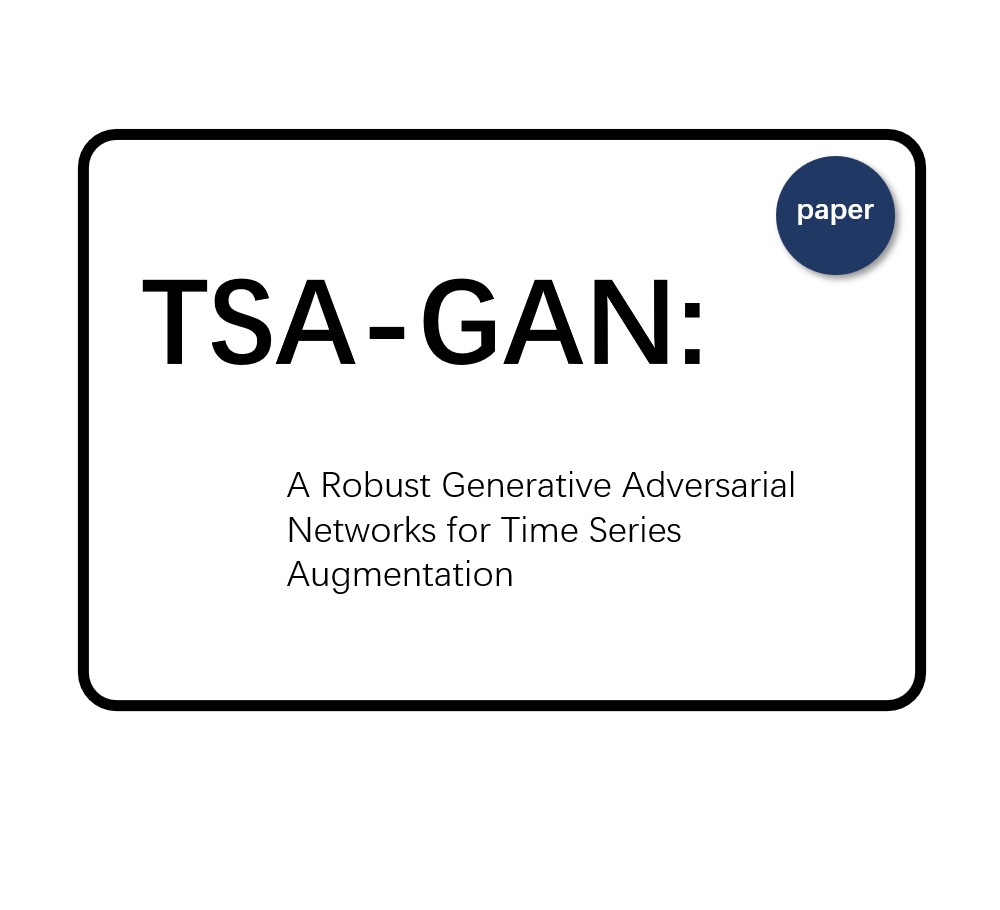 paper
TSA-GAN:
A Robust Generative Adversarial
Networks for Time Series
Augmentation